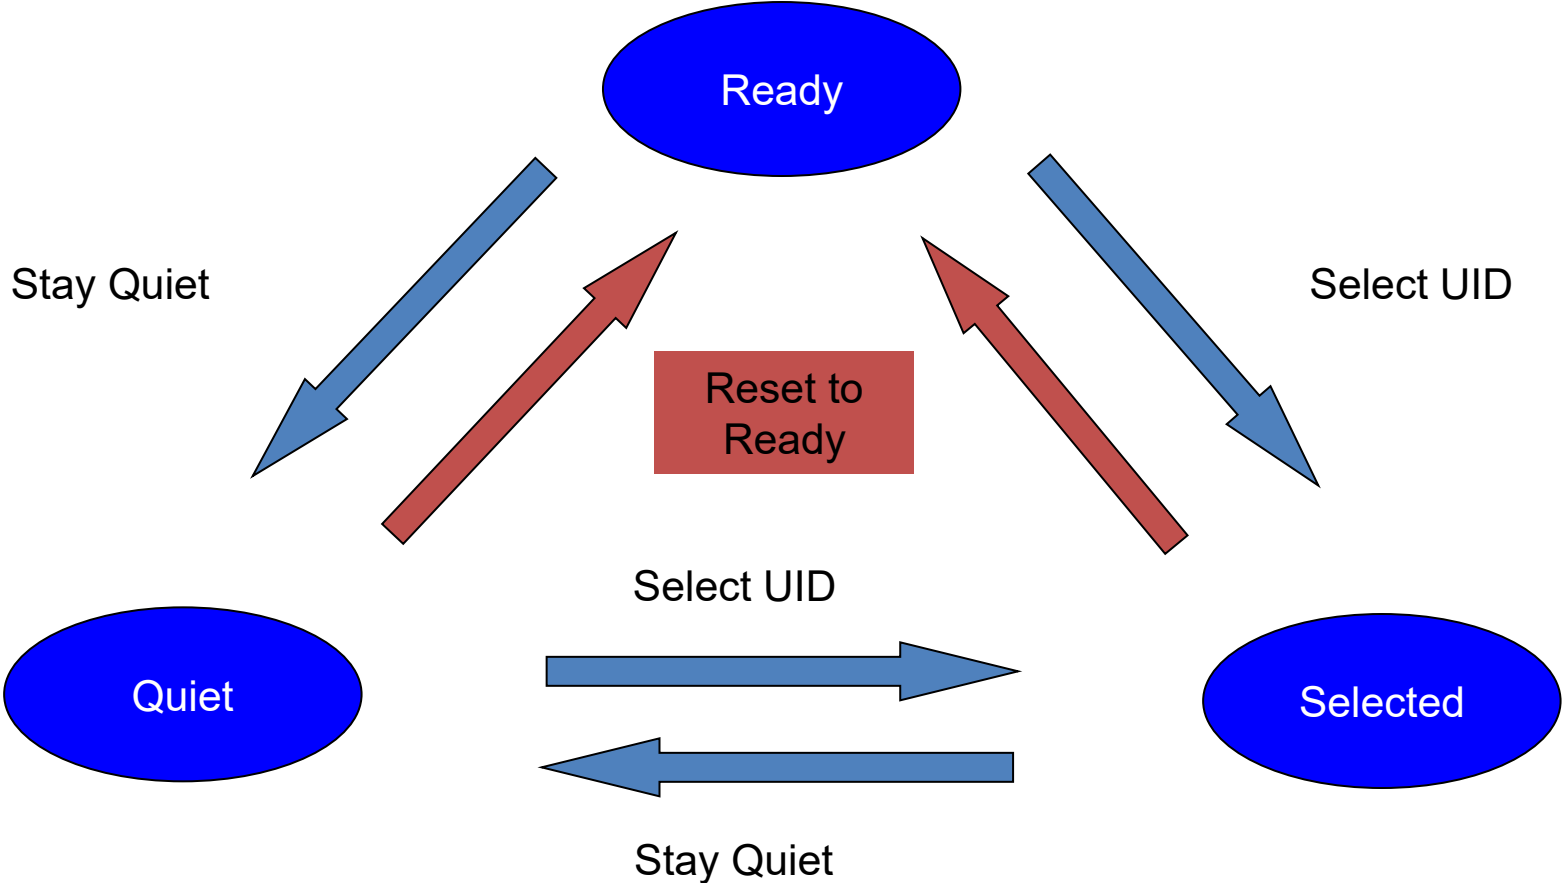 Ready
Stay Quiet
Select UID
Reset to
Ready
Select UID
Quiet
Selected
Stay Quiet